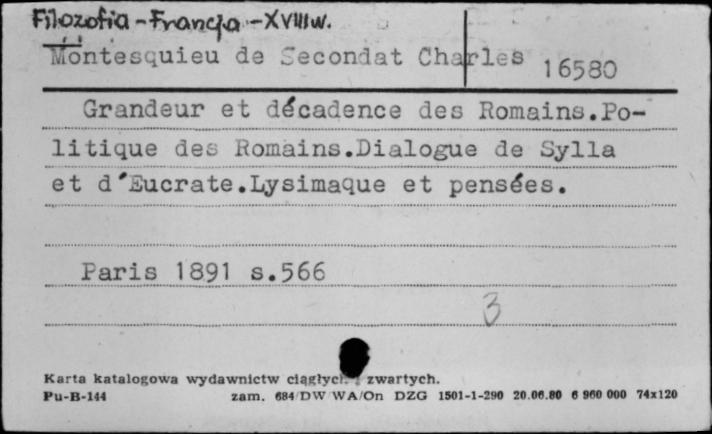 Filozofia - Francja - XVIII w.
Montesquieu de Secondat Charles 16580
Grandeur et décadence des Romains.Po-
litique des Romains.Dialogue de Sylla
et d'Eucrate.Lysimaque et pensées.
Paris 1891 s.566
3
Karta katalogowa wydawnictw ciągłych i zwartych.
Pu-B-144 zam. 684/DW WA/On DZG 1501-1-290 20.06.80 6 960 000 74x120